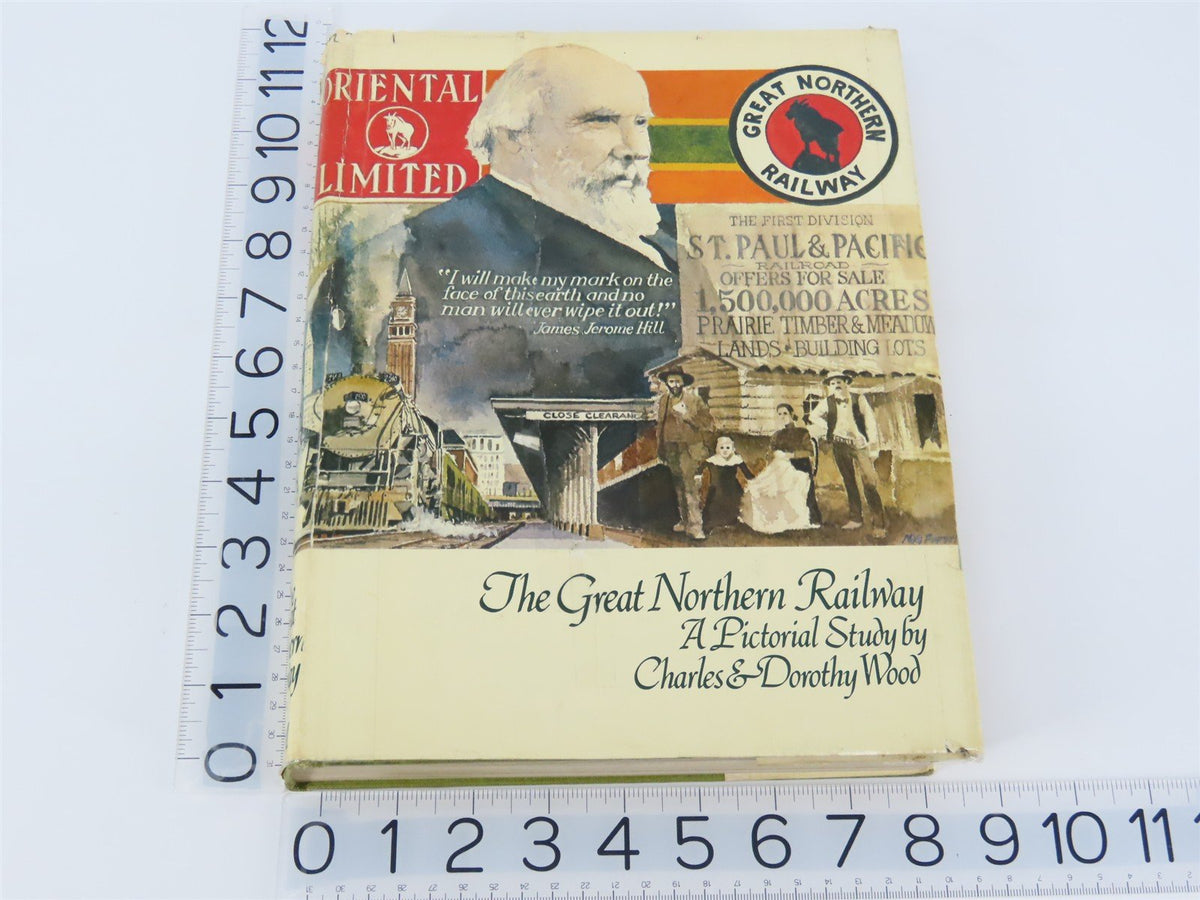 ORIENTAL
LIMITED
GREAT NORTHERN
RAILWAY
THE FIRST DIVISION
ST. PAUL & PACIFIC
RAILROAD
OFFERS FOR SALE
1,500,000 ACRES
PRAIRIE TIMBER & MEADOW
LANDS & BUILDING LOTS
"I will make my mark on the
face of this earth and no
man will ever wipe it out!"
James Jerome Hill
CLOSE CLEARANCE
The Great Northern Railway
A Pictorial Study by
Charles & Dorothy Wood
0 1 2 3 4 5 6 7 8 9 10 11 12
0 1 2 3 4 5 6 7 8 9 10 11